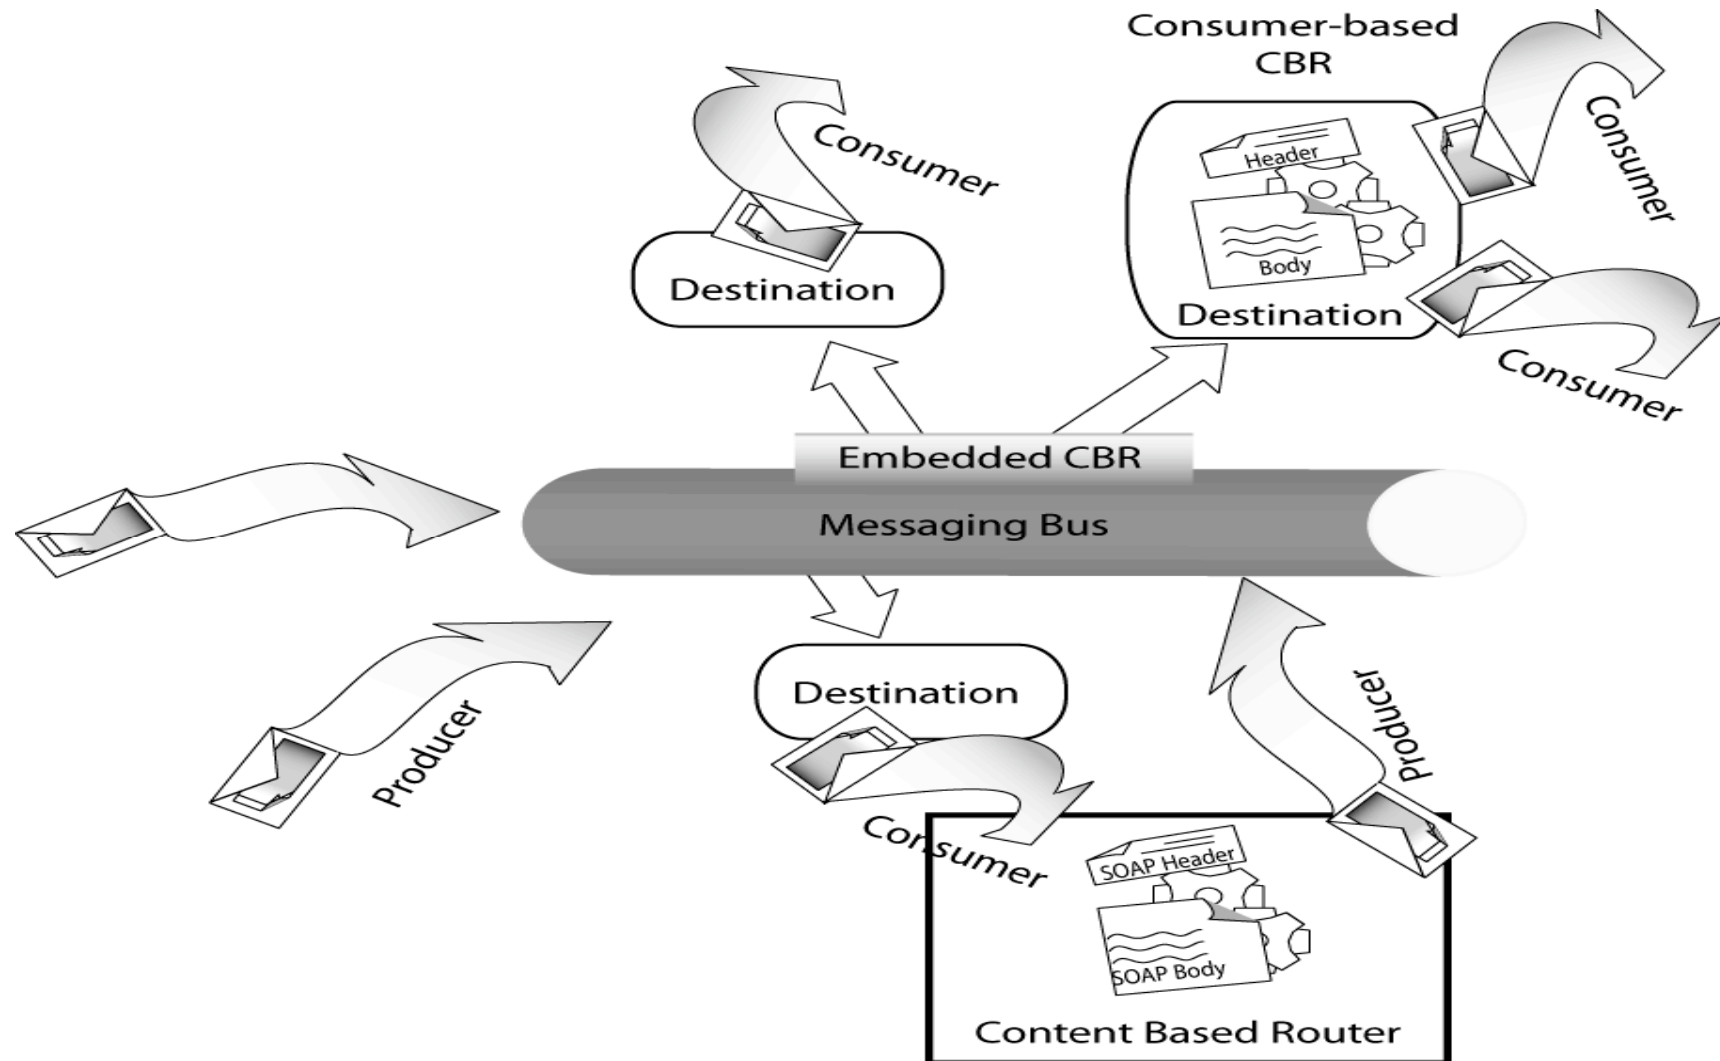 Consumer-based
CBR
Consumer
Consumer
Header
Body
Destination
Destination
Consumer
Embedded CBR
Messaging Bus
Destination
Producer
Producer
Consumer
SOAP Header
SOAP Body
Content Based Router